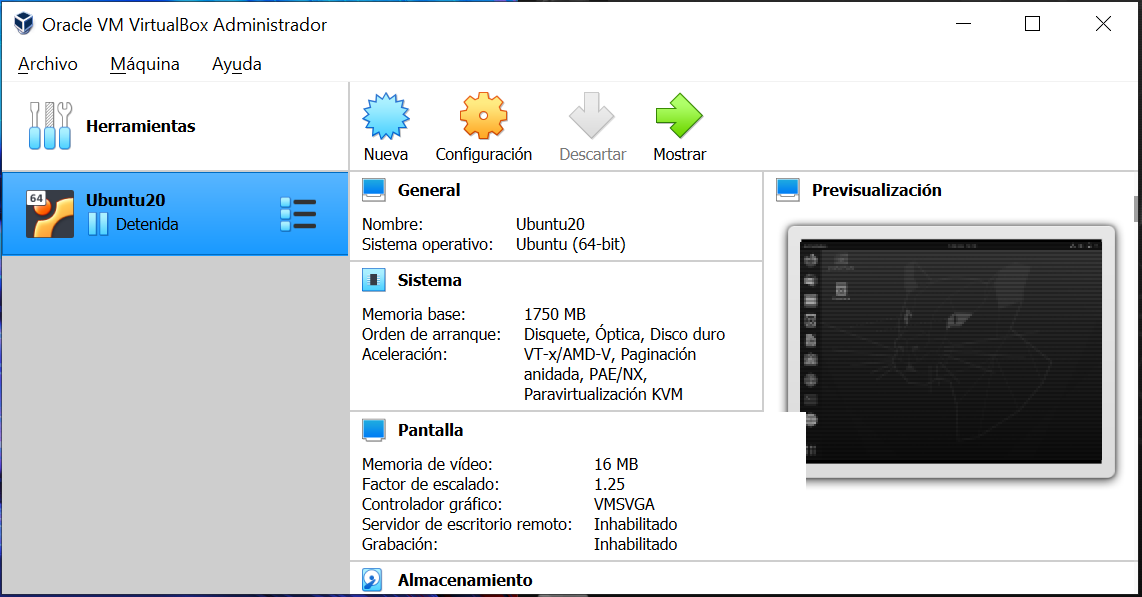 Oracle VM VirtualBox Administrador
Archivo Máquina Ayuda
Herramientas
64
Ubuntu20
Detenida
Nueva Configuración Descartar Mostrar
General
Nombre: Ubuntu20
Sistema operativo: Ubuntu (64-bit)
Sistema
Memoria base: 1750 MB
Orden de arranque: Disquete, Óptica, Disco duro
Aceleración: VT-x/AMD-V, Paginación
anidada, PAE/NX,
Paravirtualización KVM
Pantalla
Memoria de vídeo: 16 MB
Factor de escalado: 1.25
Controlador gráfico: VMSVGA
Servidor de escritorio remoto: Inhabilitado
Grabación: Inhabilitado
Almacenamiento
Previsualización